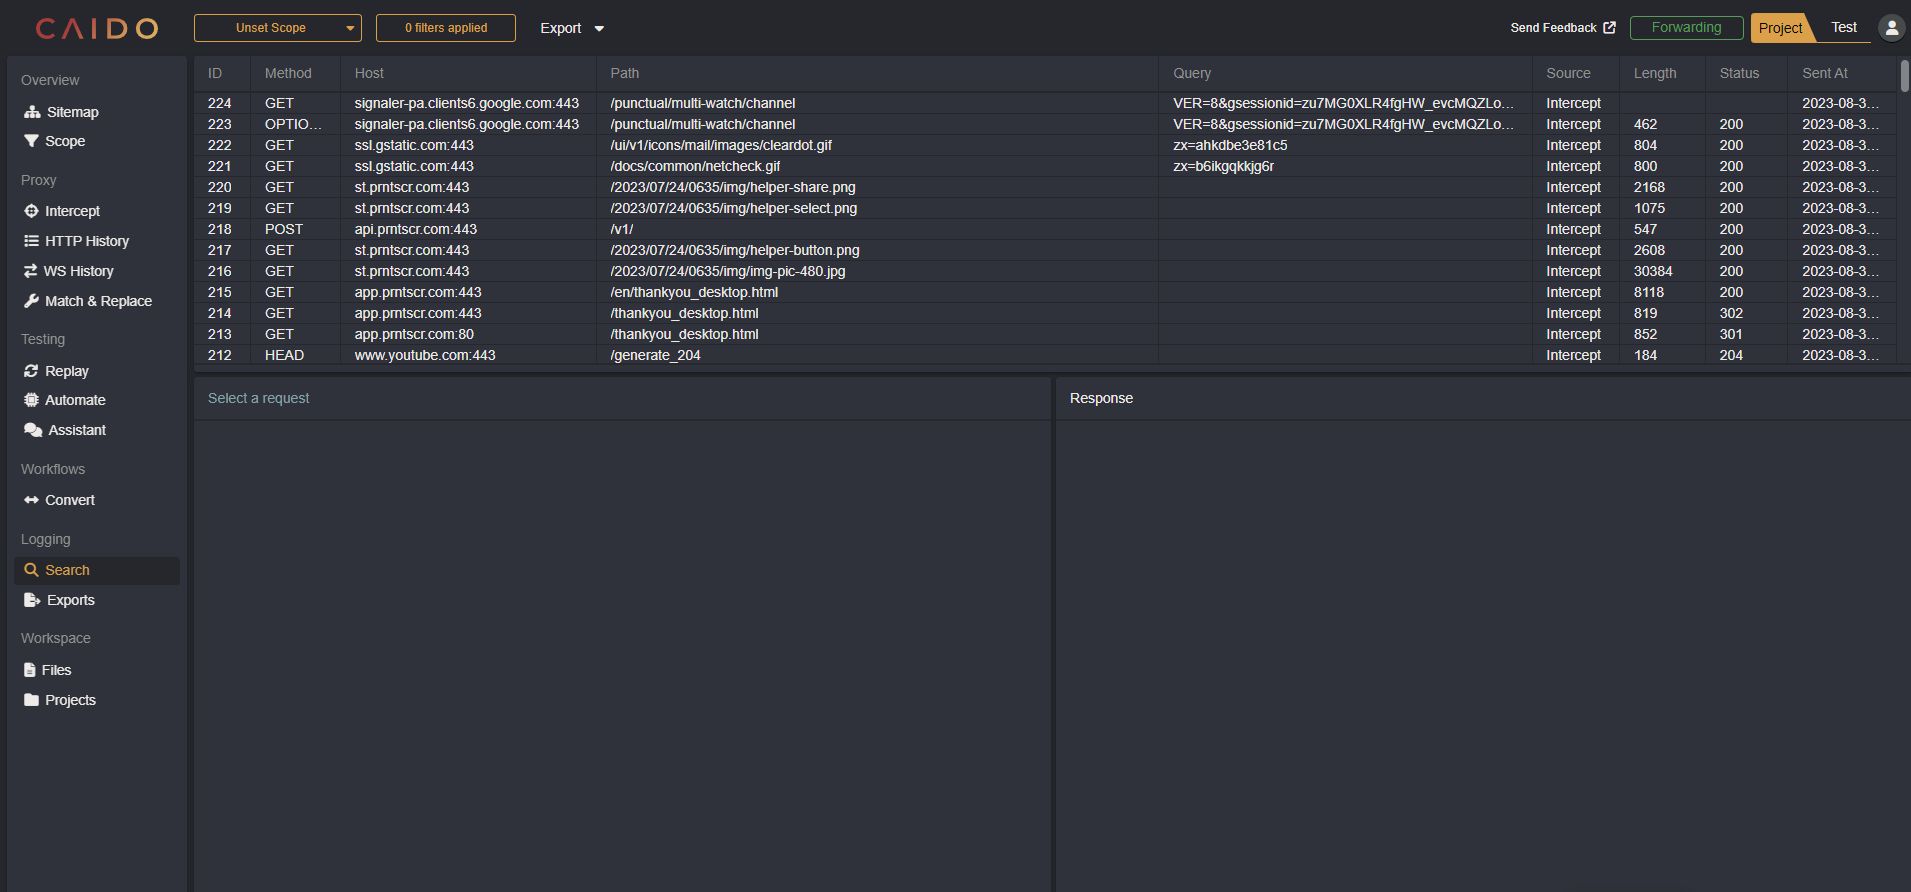 CAIDO Unset Scope 0 filters applied Export Send Feedback Forwarding Project Test
Overview
Sitemap
Scope
Proxy
Intercept
HTTP History
WS History
Match & Replace
Testing
Replay
Automate
Assistant
Workflows
Convert
Logging
Search
Exports
Workspace
Files
Projects
ID Method Host Path Query Source Length Status Sent At
224 GET signaler-pa.clients6.google.com:443 /punctual/multi-watch/channel VER=8&gsessionid=zu7MG0XLR4fgHW_evcMQZLo... Intercept 2023-08-3...
223 OPTIO... signaler-pa.clients6.google.com:443 /punctual/multi-watch/channel VER=8&gsessionid=zu7MG0XLR4fgHW_evcMQZLo... Intercept 462 200 2023-08-3...
222 GET ssl.gstatic.com:443 /ui/v1/icons/mail/images/cleardot.gif zx=ahkdbe3e81c5 Intercept 804 200 2023-08-3...
221 GET ssl.gstatic.com:443 /docs/common/netcheck.gif zx=b6ikgqkkjg6r Intercept 800 200 2023-08-3...
220 GET st.prntscr.com:443 /2023/07/24/0635/img/helper-share.png Intercept 2168 200 2023-08-3...
219 GET st.prntscr.com:443 /2023/07/24/0635/img/helper-select.png Intercept 1075 200 2023-08-3...
218 POST api.prntscr.com:443 /v1/ Intercept 547 200 2023-08-3...
217 GET st.prntscr.com:443 /2023/07/24/0635/img/helper-button.png Intercept 2608 200 2023-08-3...
216 GET st.prntscr.com:443 /2023/07/24/0635/img/img-pic-480.jpg Intercept 30384 200 2023-08-3...
215 GET app.prntscr.com:443 /en/thankyou_desktop.html Intercept 8118 200 2023-08-3...
214 GET app.prntscr.com:443 /thankyou_desktop.html Intercept 819 302 2023-08-3...
213 GET app.prntscr.com:80 /thankyou_desktop.html Intercept 852 301 2023-08-3...
212 HEAD www.youtube.com:443 /generate_204 Intercept 184 204 2023-08-3...
Select a request
Response